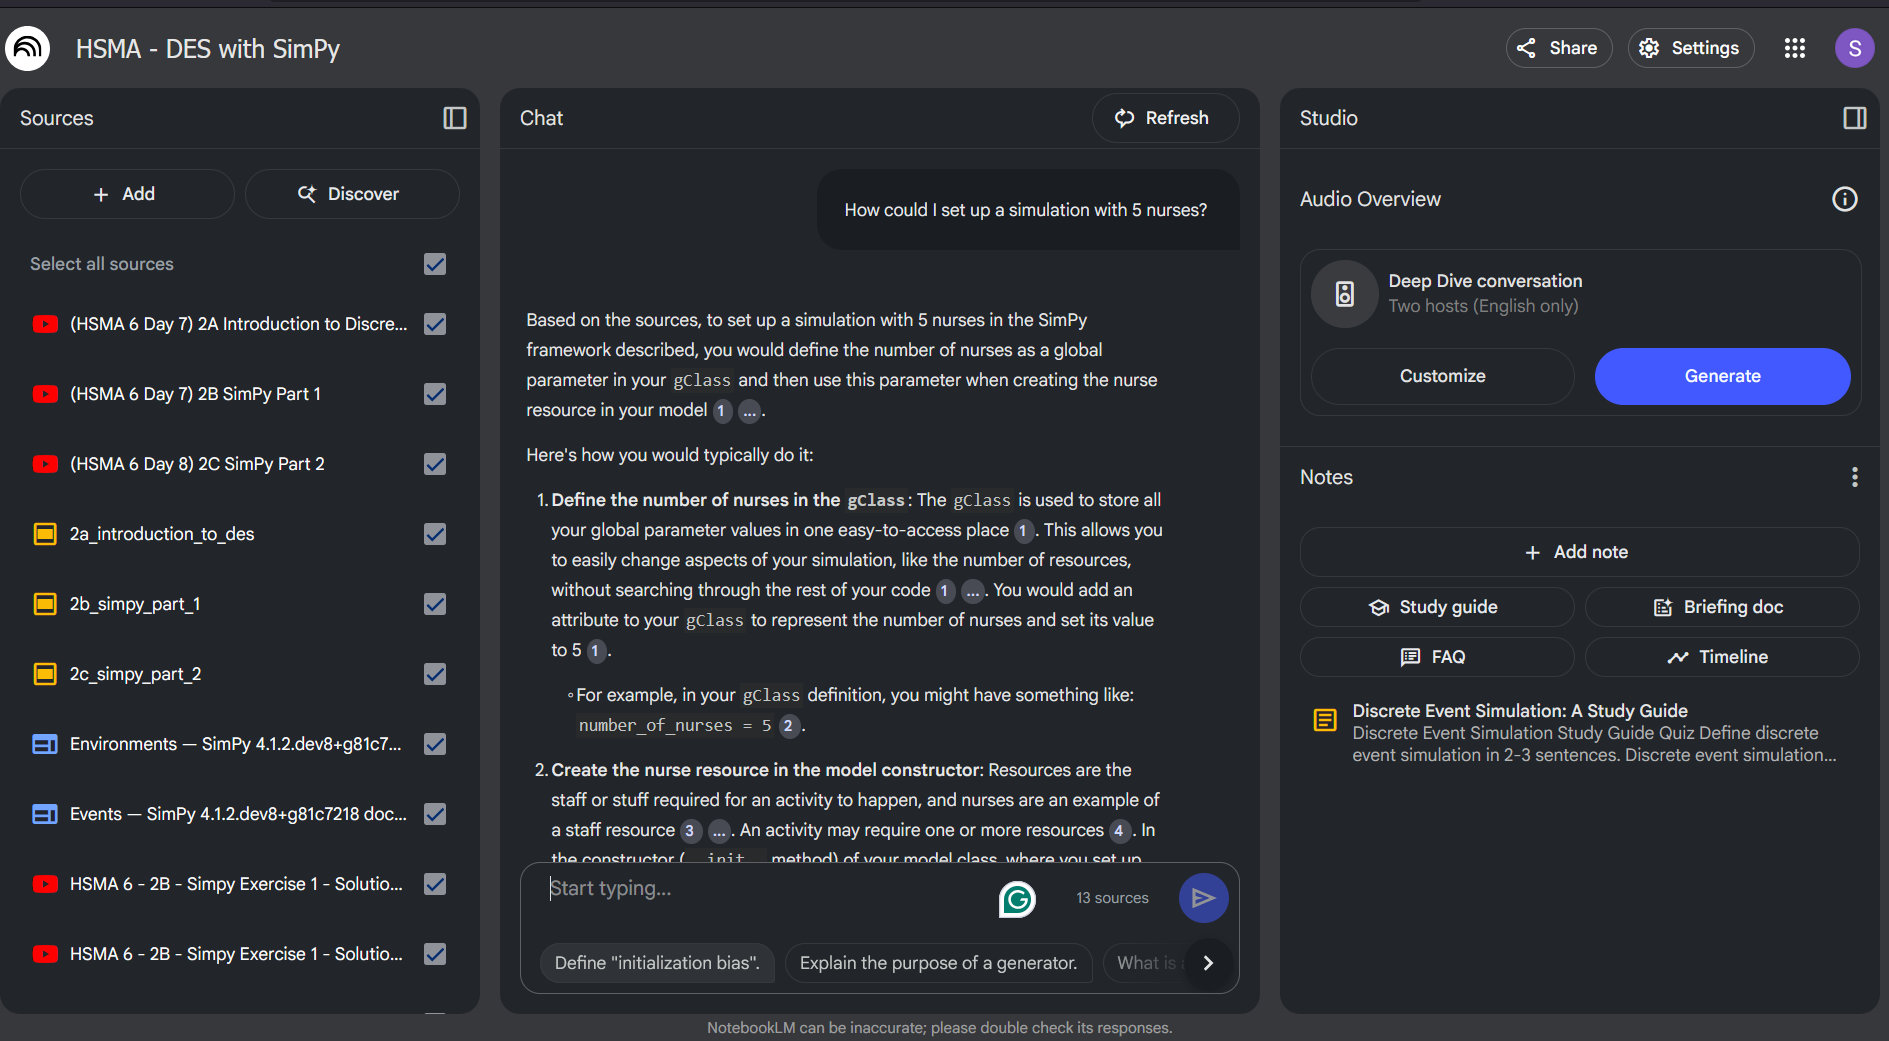 HSMA - DES with SimPy
Share
Settings
S
Sources
Add
Discover
Select all sources
(HSMA 6 Day 7) 2A Introduction to Discre...
(HSMA 6 Day 7) 2B SimPy Part 1
(HSMA 6 Day 8) 2C SimPy Part 2
2a_introduction_to_des
2b_simpy_part_1
2c_simpy_part_2
Environments — SimPy 4.1.2.dev8+g81c7...
Events — SimPy 4.1.2.dev8+g81c7218 doc...
HSMA 6 - 2B - Simpy Exercise 1 - Solutio...
HSMA 6 - 2B - Simpy Exercise 1 - Solutio...
Chat
Refresh
How could I set up a simulation with 5 nurses?
Based on the sources, to set up a simulation with 5 nurses in the SimPy
framework described, you would define the number of nurses as a global
parameter in your gClass and then use this parameter when creating the nurse
resource in your model 1 ... .
Here's how you would typically do it:
1. Define the number of nurses in the gClass: The gClass is used to store all
your global parameter values in one easy-to-access place 1 . This allows you
to easily change aspects of your simulation, like the number of resources,
without searching through the rest of your code 1 ... . You would add an
attribute to your gClass to represent the number of nurses and set its value
to 5 1 .
◦ For example, in your gClass definition, you might have something like:
number_of_nurses = 5 2 .
2. Create the nurse resource in the model constructor: Resources are the
staff or stuff required for an activity to happen, and nurses are an example of
a staff resource 3 ... . An activity may require one or more resources 4 . In
the constructor (__init__ method) of your model class, where you set up
Start typing...
G
13 sources
Define "initialization bias".
Explain the purpose of a generator.
What is
NotebookLM can be inaccurate; please double check its responses.
Studio
Audio Overview
Deep Dive conversation
Two hosts (English only)
Customize
Generate
Notes
Add note
Study guide
Briefing doc
FAQ
Timeline
Discrete Event Simulation: A Study Guide
Discrete Event Simulation Study Guide Quiz Define discrete
event simulation in 2-3 sentences. Discrete event simulation...